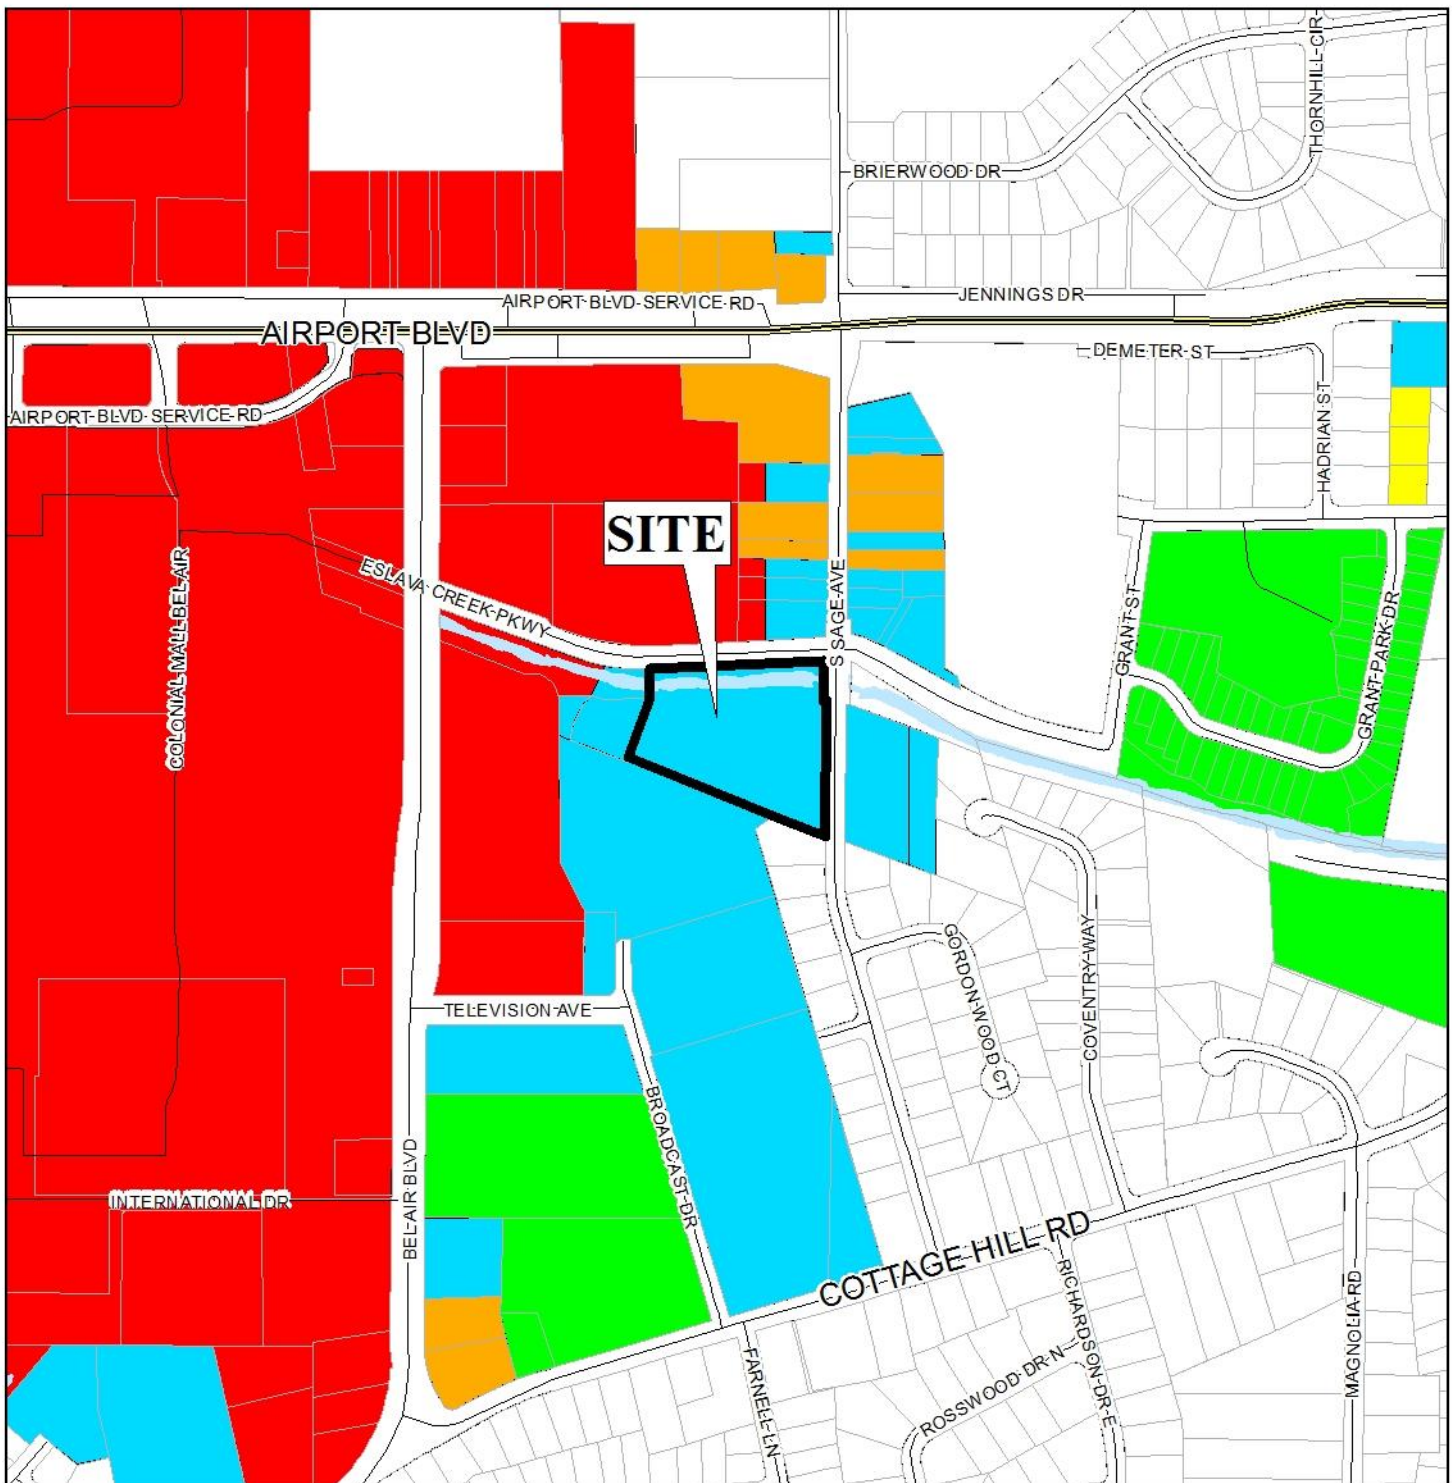 THORNHILL CIR
BRIERWOOD DR
JENNINGS DR
AIRPORT BLVD SERVICE RD
AIRPORT BLVD
DEMETER ST
AIRPORT BLVD SERVICE RD
HADRIAN ST
SITE
ESLAVA CREEK PKWY
S SAGE AVE
COLONIAL MALL BEL AIR
GRANT ST
GRANT PARK DR
GORDON WOOD CT
COVENTRY WAY
TELEVISION AVE
BROADCAST DR
BEL AIR BLVD
INTERNATIONAL DR
COTTAGE HILL RD
RICHARDSON DR E
MAGNOLIA RD
FARNELL LN
ROSSWOOD DR N